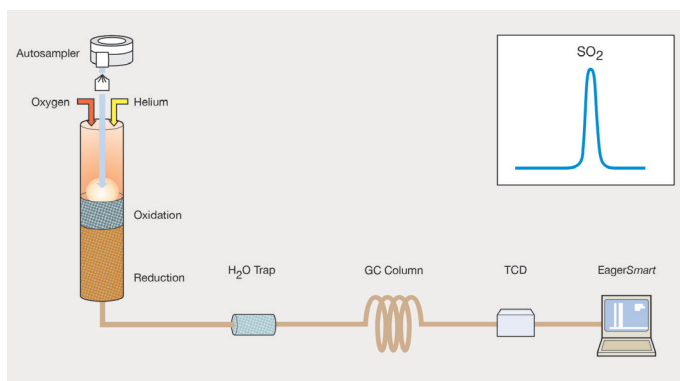 Autosampler
SO2
Oxygen
Helium
Oxidation
Reduction
H2O Trap
GC Column
TCD
EagerSmart